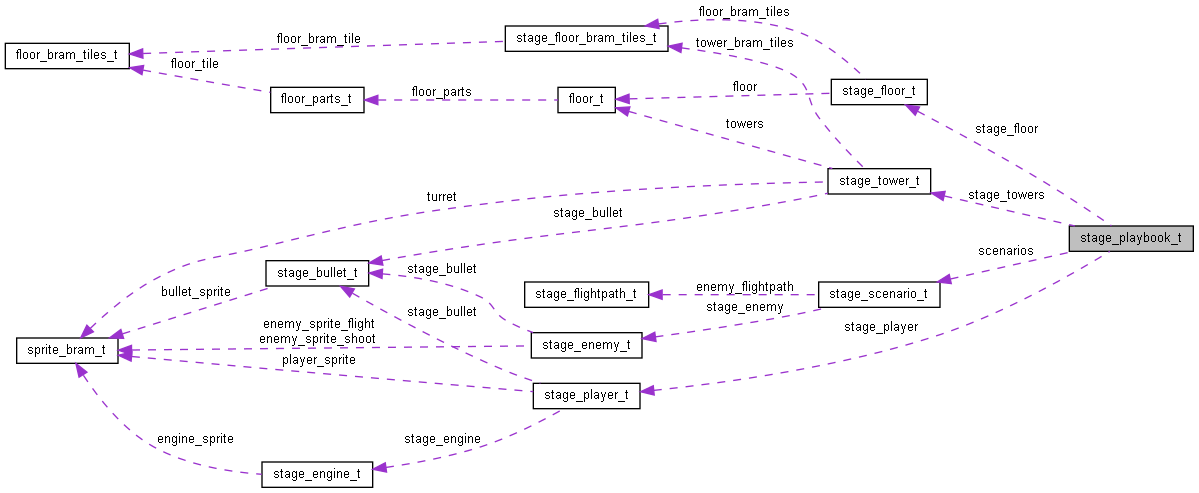 floor_bram_tiles
stage_floor_bram_tiles_t
floor_bram_tile
tower_bram_tiles
floor_bram_tiles_t
floor_tile
floor
stage_floor_t
floor_parts_t
floor_parts
floor_t
towers
stage_floor
stage_tower_t
turret
stage_towers
stage_bullet
stage_playbook_t
scenarios
stage_bullet_t
stage_bullet
bullet_sprite
enemy_flightpath
stage_flightpath_t
stage_scenario_t
stage_enemy
stage_bullet
enemy_sprite_flight
enemy_sprite_shoot
stage_player
stage_enemy_t
sprite_bram_t
player_sprite
stage_player_t
engine_sprite
stage_engine
stage_engine_t